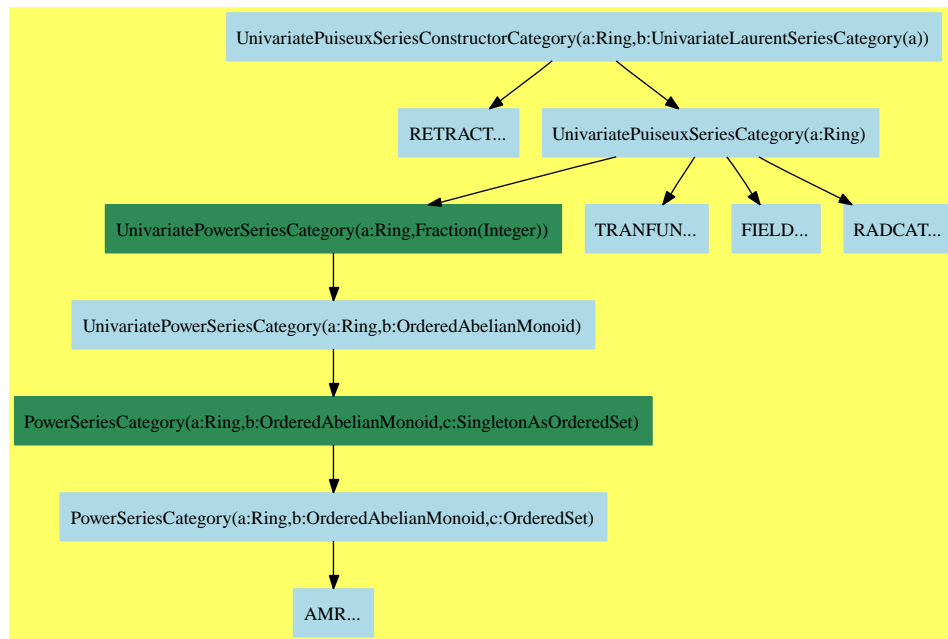 UnivariatePuiseuxSeriesConstructorCategory(a:Ring,b:UnivariateLaurentSeriesCategory(a))
RETRACT...
UnivariatePuiseuxSeriesCategory(a:Ring)
UnivariatePowerSeriesCategory(a:Ring,Fraction(Integer))
TRANFUN...
FIELD...
RADCAT...
UnivariatePowerSeriesCategory(a:Ring,b:OrderedAbelianMonoid)
PowerSeriesCategory(a:Ring,b:OrderedAbelianMonoid,c:SingletonAsOrderedSet)
PowerSeriesCategory(a:Ring,b:OrderedAbelianMonoid,c:OrderedSet)
AMR...